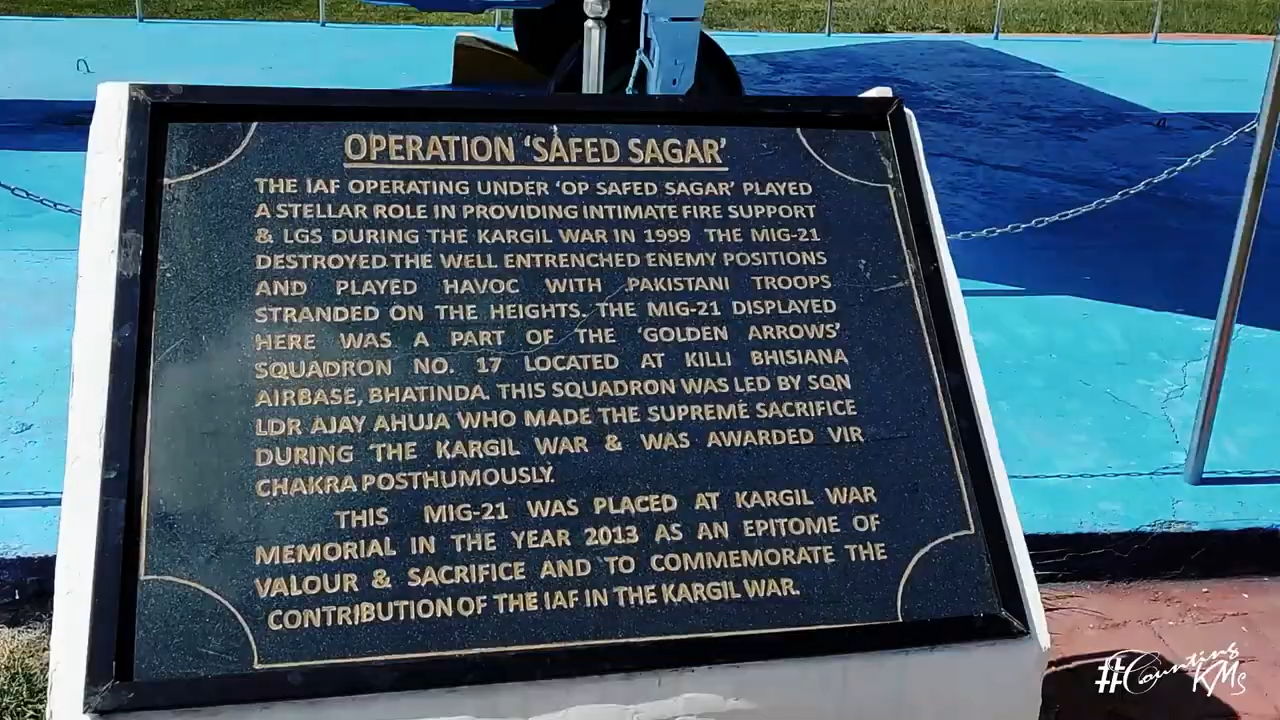 OPERATION ‘SAFED SAGAR’
THE IAF OPERATING UNDER ‘OP SAFED SAGAR’ PLAYED
A STELLAR ROLE IN PROVIDING INTIMATE FIRE SUPPORT
& LGS DURING THE KARGIL WAR IN 1999 THE MIG-21
DESTROYED THE WELL ENTRENCHED ENEMY POSITIONS
AND PLAYED HAVOC WITH PAKISTANI TROOPS
STRANDED ON THE HEIGHTS. THE MIG-21 DISPLAYED
HERE WAS A PART OF THE ‘GOLDEN ARROWS’
SQUADRON NO. 17 LOCATED AT KILLI BHISIANA
AIRBASE, BHATINDA. THIS SQUADRON WAS LED BY SQN
LDR AJAY AHUJA WHO MADE THE SUPREME SACRIFICE
DURING THE KARGIL WAR & WAS AWARDED VIR
CHAKRA POSTHUMOUSLY.
THIS MIG-21 WAS PLACED AT KARGIL WAR
MEMORIAL IN THE YEAR 2013 AS AN EPITOME OF
VALOUR & SACRIFICE AND TO COMMEMORATE THE
CONTRIBUTION OF THE IAF IN THE KARGIL WAR.
#Counting
KMs